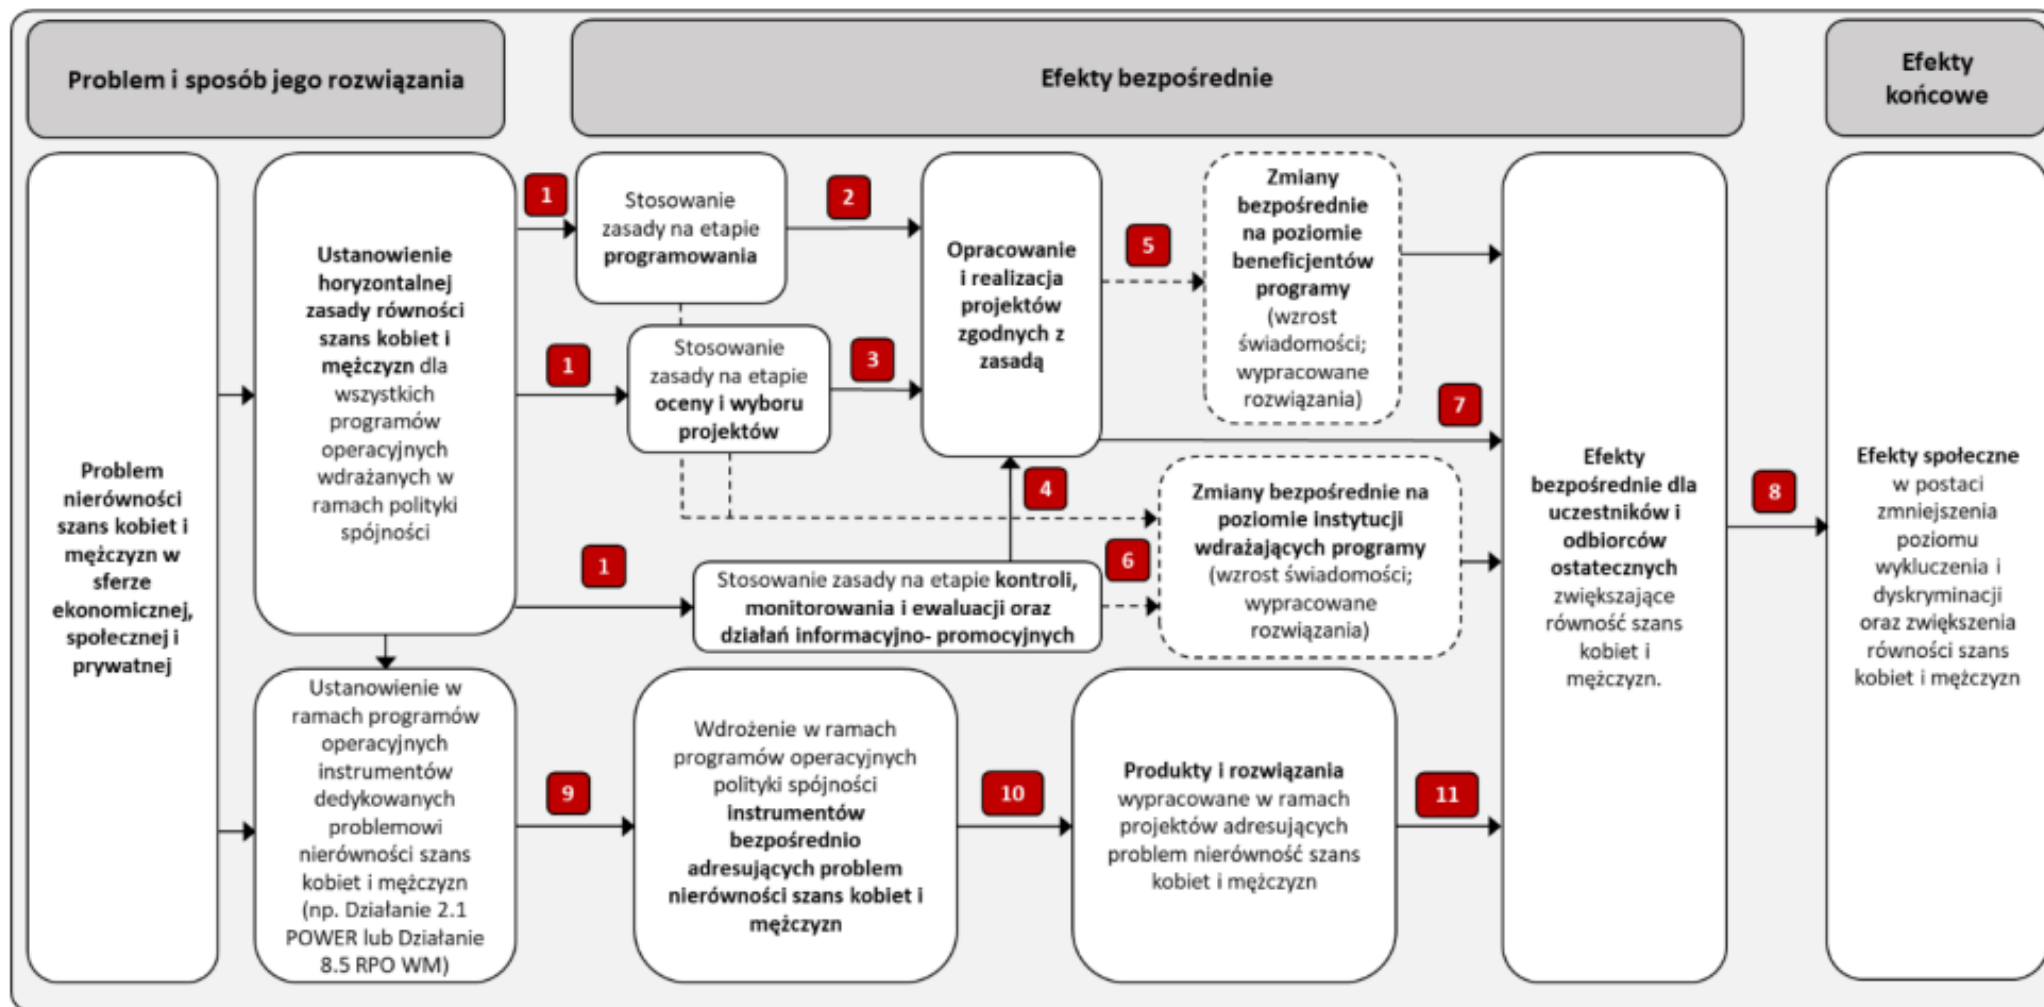 Problem i sposób jego rozwiązania
Efekty bezpośrednie
Efekty
końcowe
Problem
nierówności
szans kobiet i
mężczyzn w
sferze
ekonomicznej,
społecznej i
prywatnej
Ustanowienie
horyzontalnej
zasady równości
szans kobiet i
mężczyzn dla
wszystkich
programów
operacyjnych
wdrażanych w
ramach polityki
spójności
1
Stosowanie
zasady na etapie
programowania
2
1
Stosowanie
zasady na etapie
oceny i wyboru
projektów
3
1
Stosowanie zasady na etapie kontroli,
monitorowania i ewaluacji oraz
działań informacyjno- promocyjnych
4
Opracowanie
i realizacja
projektów
zgodnych z
zasadą
5
Zmiany
bezpośrednie
na poziomie
beneficjentów
programy
(wzrost
świadomości;
wypracowane
rozwiązania)
6
Zmiany bezpośrednie na
poziomie instytucji
wdrażających programy
(wzrost świadomości;
wypracowane
rozwiązania)
7
Efekty
bezpośrednie dla
uczestników i
odbiorców
ostatecznych
zwiększające
równość szans
kobiet i
mężczyzn.
8
Efekty społeczne
w postaci
zmniejszenia
poziomu
wykluczenia i
dyskryminacji
oraz zwiększenia
równości szans
kobiet i mężczyzn
Ustanowienie w
ramach programów
operacyjnych
instrumentów
dedykowanych
problemowi
nierówności szans
kobiet i mężczyzn
(np. Działanie 2.1
POWER lub Działanie
8.5 RPO WM)
9
Wdrożenie w ramach
programów operacyjnych
polityki spójności
instrumentów
bezpośrednio
adresujących problem
nierówności szans kobiet i
mężczyzn
10
Produkty i rozwiązania
wypracowane w ramach
projektów adresujących
problem nierówność szans
kobiet i mężczyzn
11